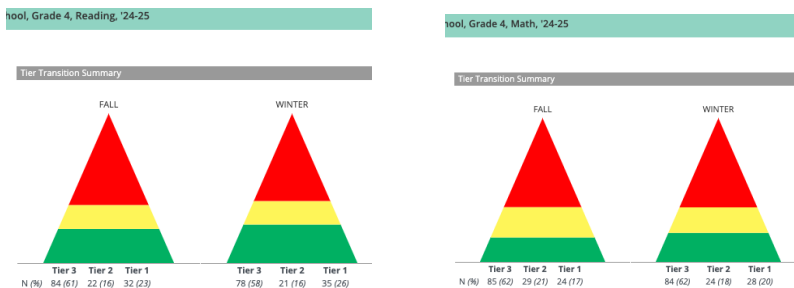 hool, Grade 4, Reading, '24-25
Tier Transition Summary
FALL WINTER
Tier 3 Tier 2 Tier 1 Tier 3 Tier 2 Tier 1
N (%) 84 (61) 22 (16) 32 (23) 78 (58) 21 (16) 35 (26)
hool, Grade 4, Math, '24-25
Tier Transition Summary
FALL WINTER
Tier 3 Tier 2 Tier 1 Tier 3 Tier 2 Tier 1
N (%) 85 (62) 29 (21) 24 (17) 84 (62) 24 (18) 28 (20)